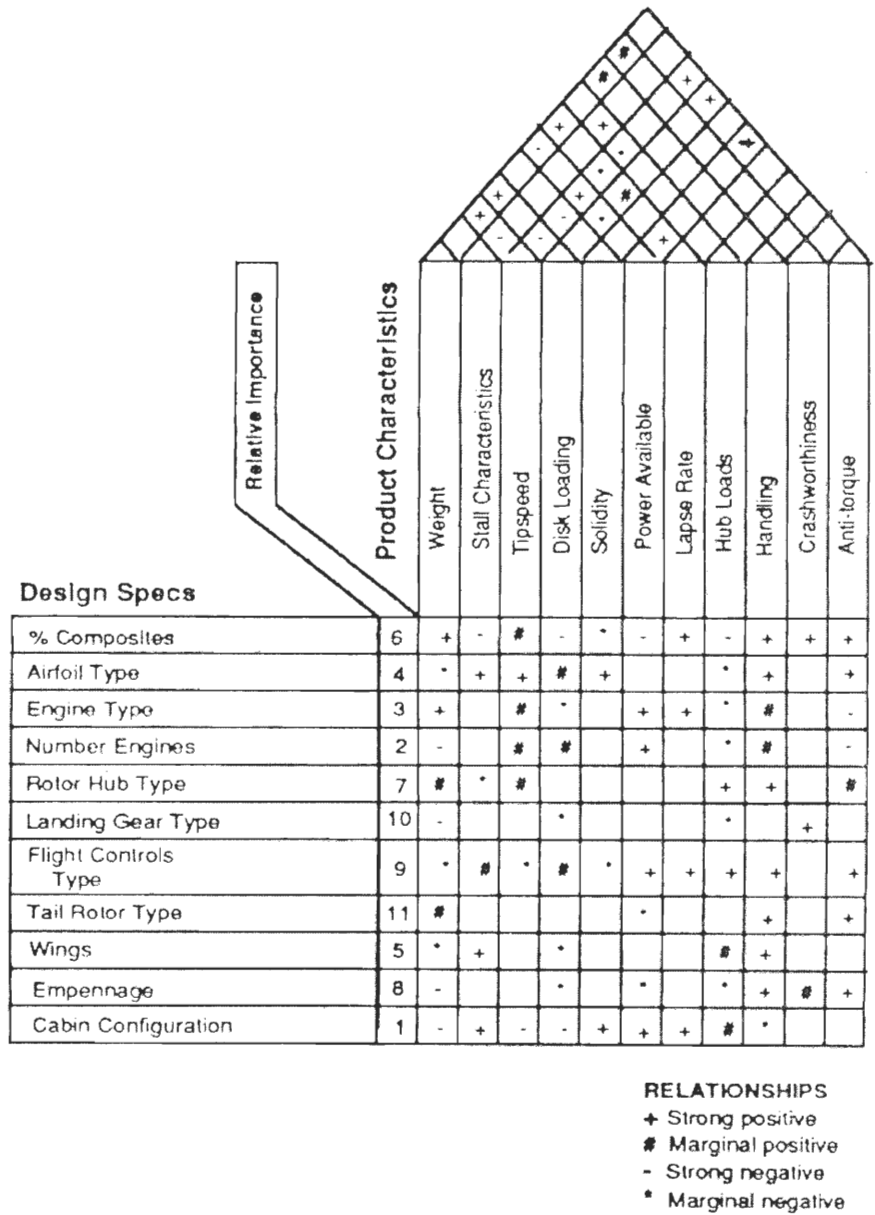 Relative Importance
Product Characteristics
Weight
Stall Characteristics
Tipspeed
Disk Loading
Solidity
Power Available
Lapse Rate
Hub Loads
Handling
Crashworthiness
Anti-torque
Design Specs
% Composites 6 + - # - * - + - + + +
Airfoil Type 4 * + + # + * + +
Engine Type 3 + # * + + * # -
Number Engines 2 - # # + * # -
Rotor Hub Type 7 # * # + + #
Landing Gear Type 10 - * * +
Flight Controls
Type 9 * # * # * + + + + +
Tail Rotor Type 11 # * + +
Wings 5 * + * # +
Empennage 8 - * * * + # +
Cabin Configuration 1 - + - - + + + # *
RELATIONSHIPS
+ Strong positive
# Marginal positive
- Strong negative
* Marginal negative